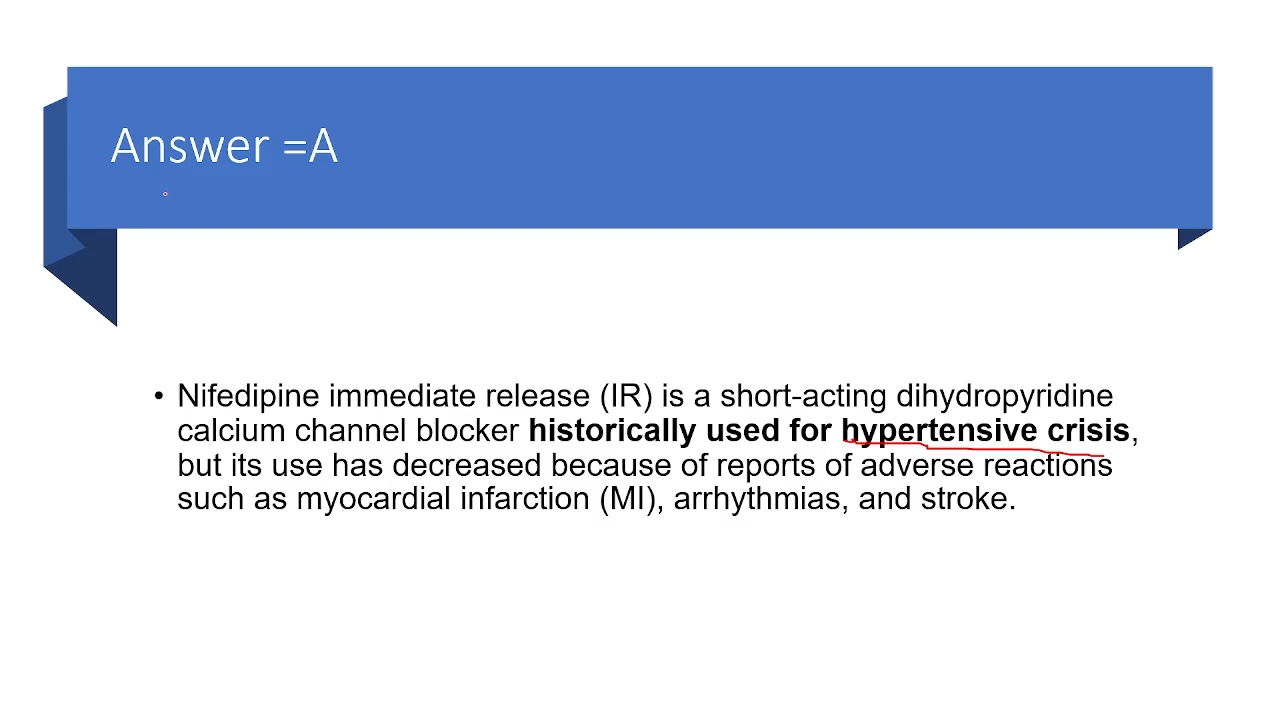 Answer =A
• Nifedipine immediate release (IR) is a short-acting dihydropyridine
calcium channel blocker historically used for hypertensive crisis,
but its use has decreased because of reports of adverse reactions
such as myocardial infarction (MI), arrhythmias, and stroke.